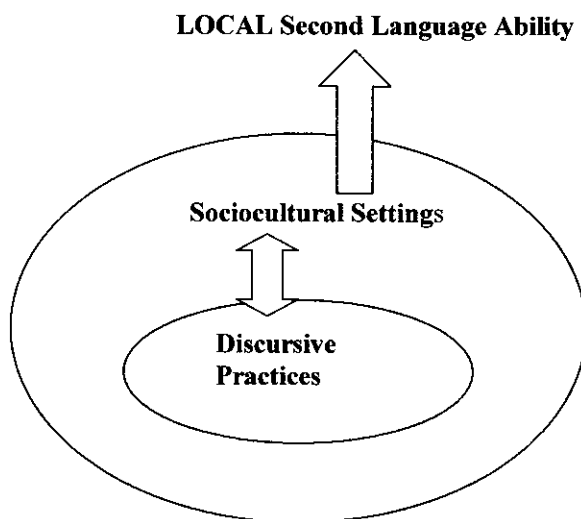 LOCAL Second Language Ability
Sociocultural Settings
Discursive
Practices